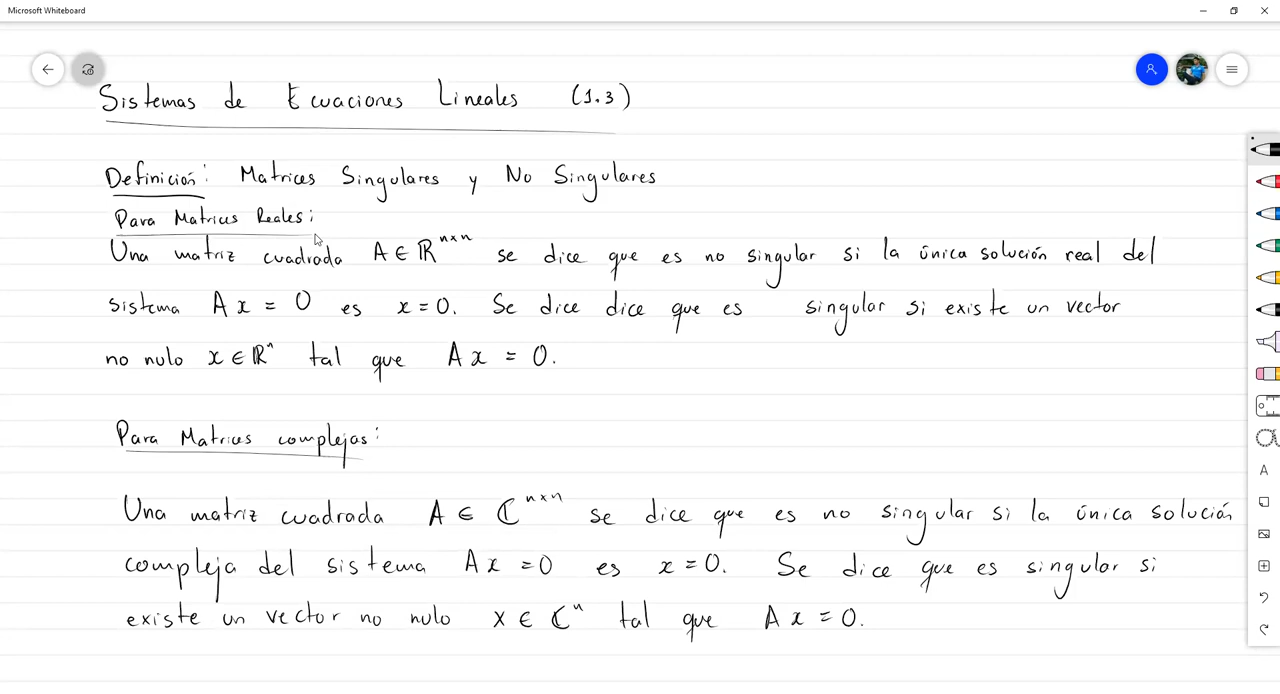 Microsoft Whiteboard
Sistemas de Ecuaciones Lineales (1.3)
Definición: Matrices Singulares y No Singulares
Para Matrices Reales:
Una matriz cuadrada A ∈ ℝⁿˣⁿ se dice que es no singular si la única solución real del
sistema Ax = 0 es x = 0. Se dice dice que es singular si existe un vector
no nulo x ∈ ℝⁿ tal que Ax = 0.
Para Matrices complejas:
Una matriz cuadrada A ∈ ℂⁿˣⁿ se dice que es no singular si la única solución
compleja del sistema Ax = 0 es x = 0. Se dice que es singular si
existe un vector no nulo x ∈ ℂⁿ tal que Ax = 0.